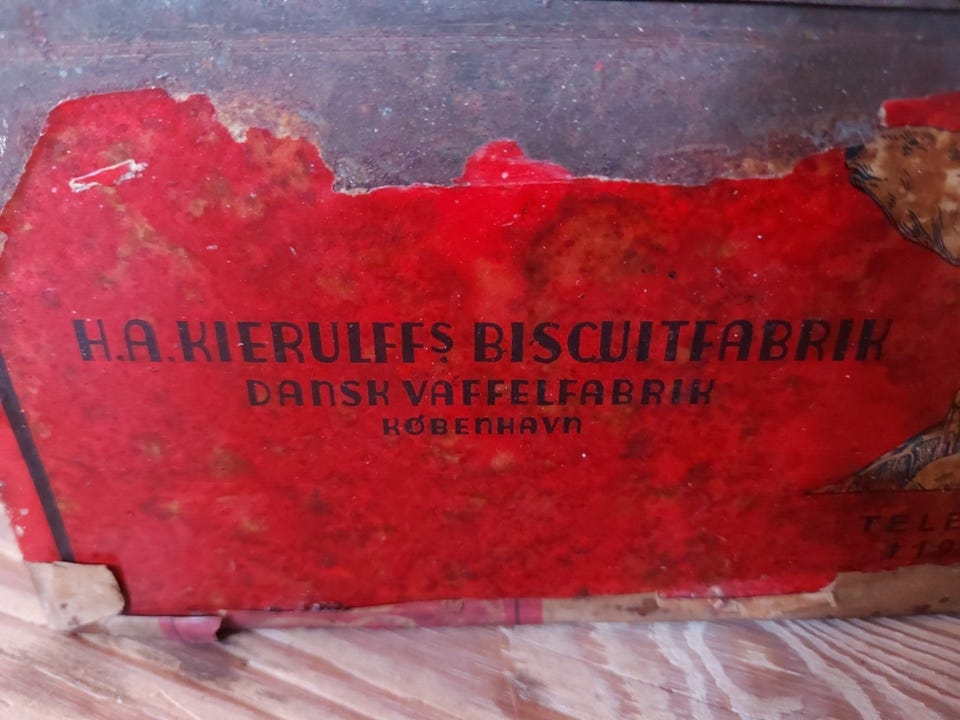 H.A. KIERULFFS BISCUITFABRIK
DANSK VAFFELFABRIK
KØBENHAVN